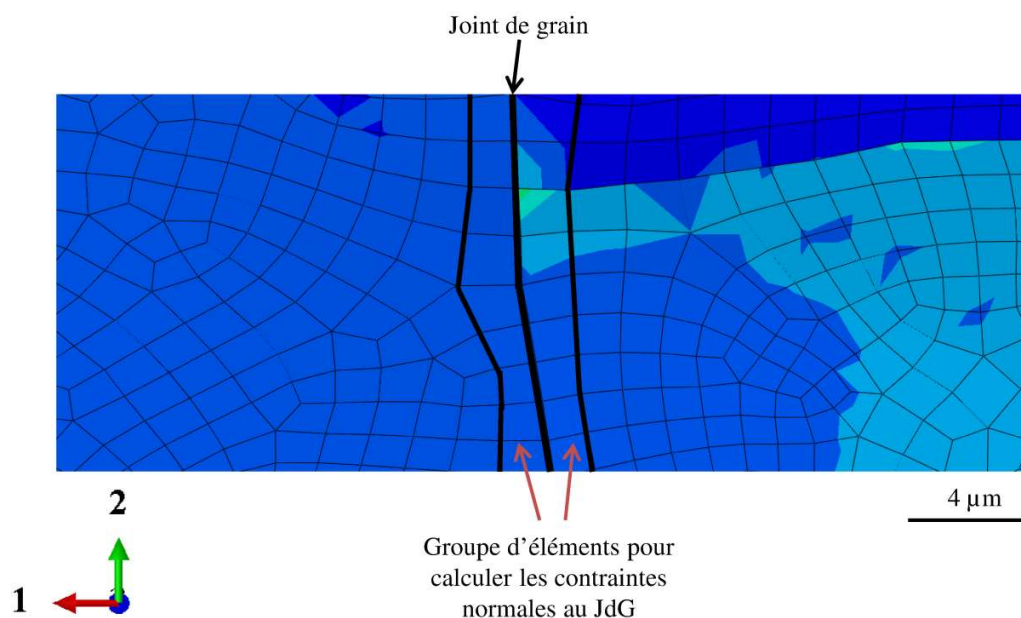 Joint de grain
2
1
4 µm
Groupe d'éléments pour
calculer les contraintes
normales au JdG